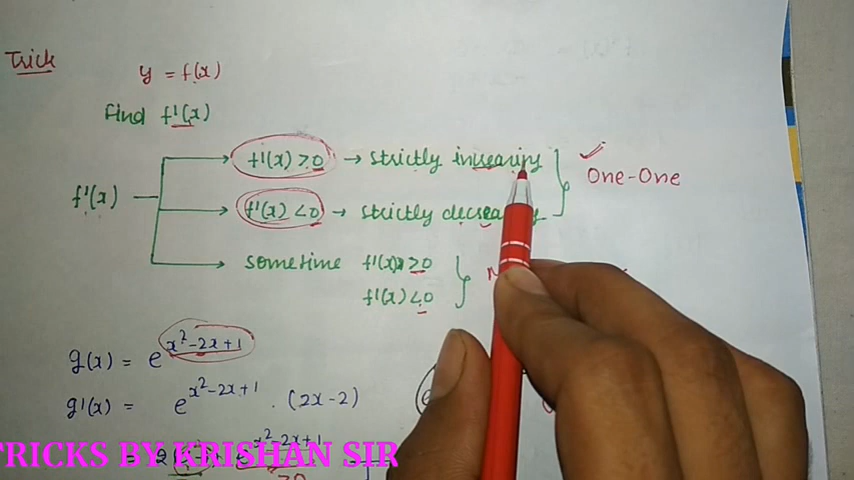 Trick
y = f(x)
Find f'(x)
f'(x) > 0 → strictly increasing
One-One
f'(x)
f'(x) < 0 → strictly
sometime f'(x) > 0
f'(x) < 0
g(x) = e^{x²-2x+1}
g'(x) = e^{x²-2x+1} . (2x-2)
TRICKS BY KRISHAN SIR